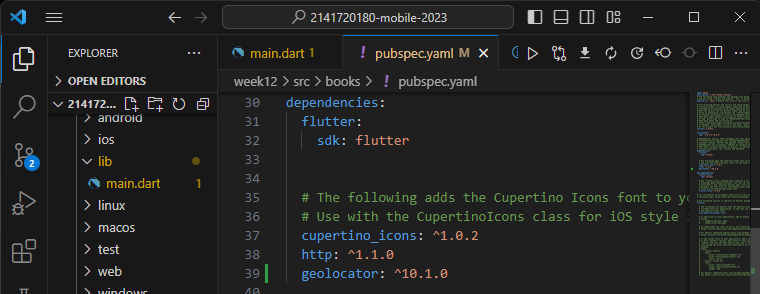 2141720180-mobile-2023
EXPLORER
main.dart 1
pubspec.yaml M
OPEN EDITORS
week12 > src > books > pubspec.yaml
214172...
android
ios
lib
main.dart 1
linux
macos
test
web
windows
2
30 dependencies:
31 flutter:
32 sdk: flutter
33
34
35 # The following adds the Cupertino Icons font to
36 # Use with the CupertinoIcons class for iOS style
37 cupertino_icons: ^1.0.2
38 http: ^1.1.0
39 geolocator: ^10.1.0
40